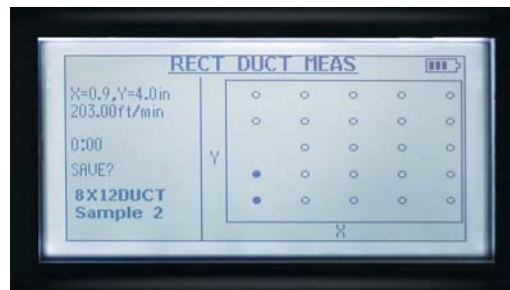 RECT DUCT MEAS
X=0.9,Y=4.0in
203.00ft/min
0:00
SAVE?
8X12DUCT
Sample 2
Y
X